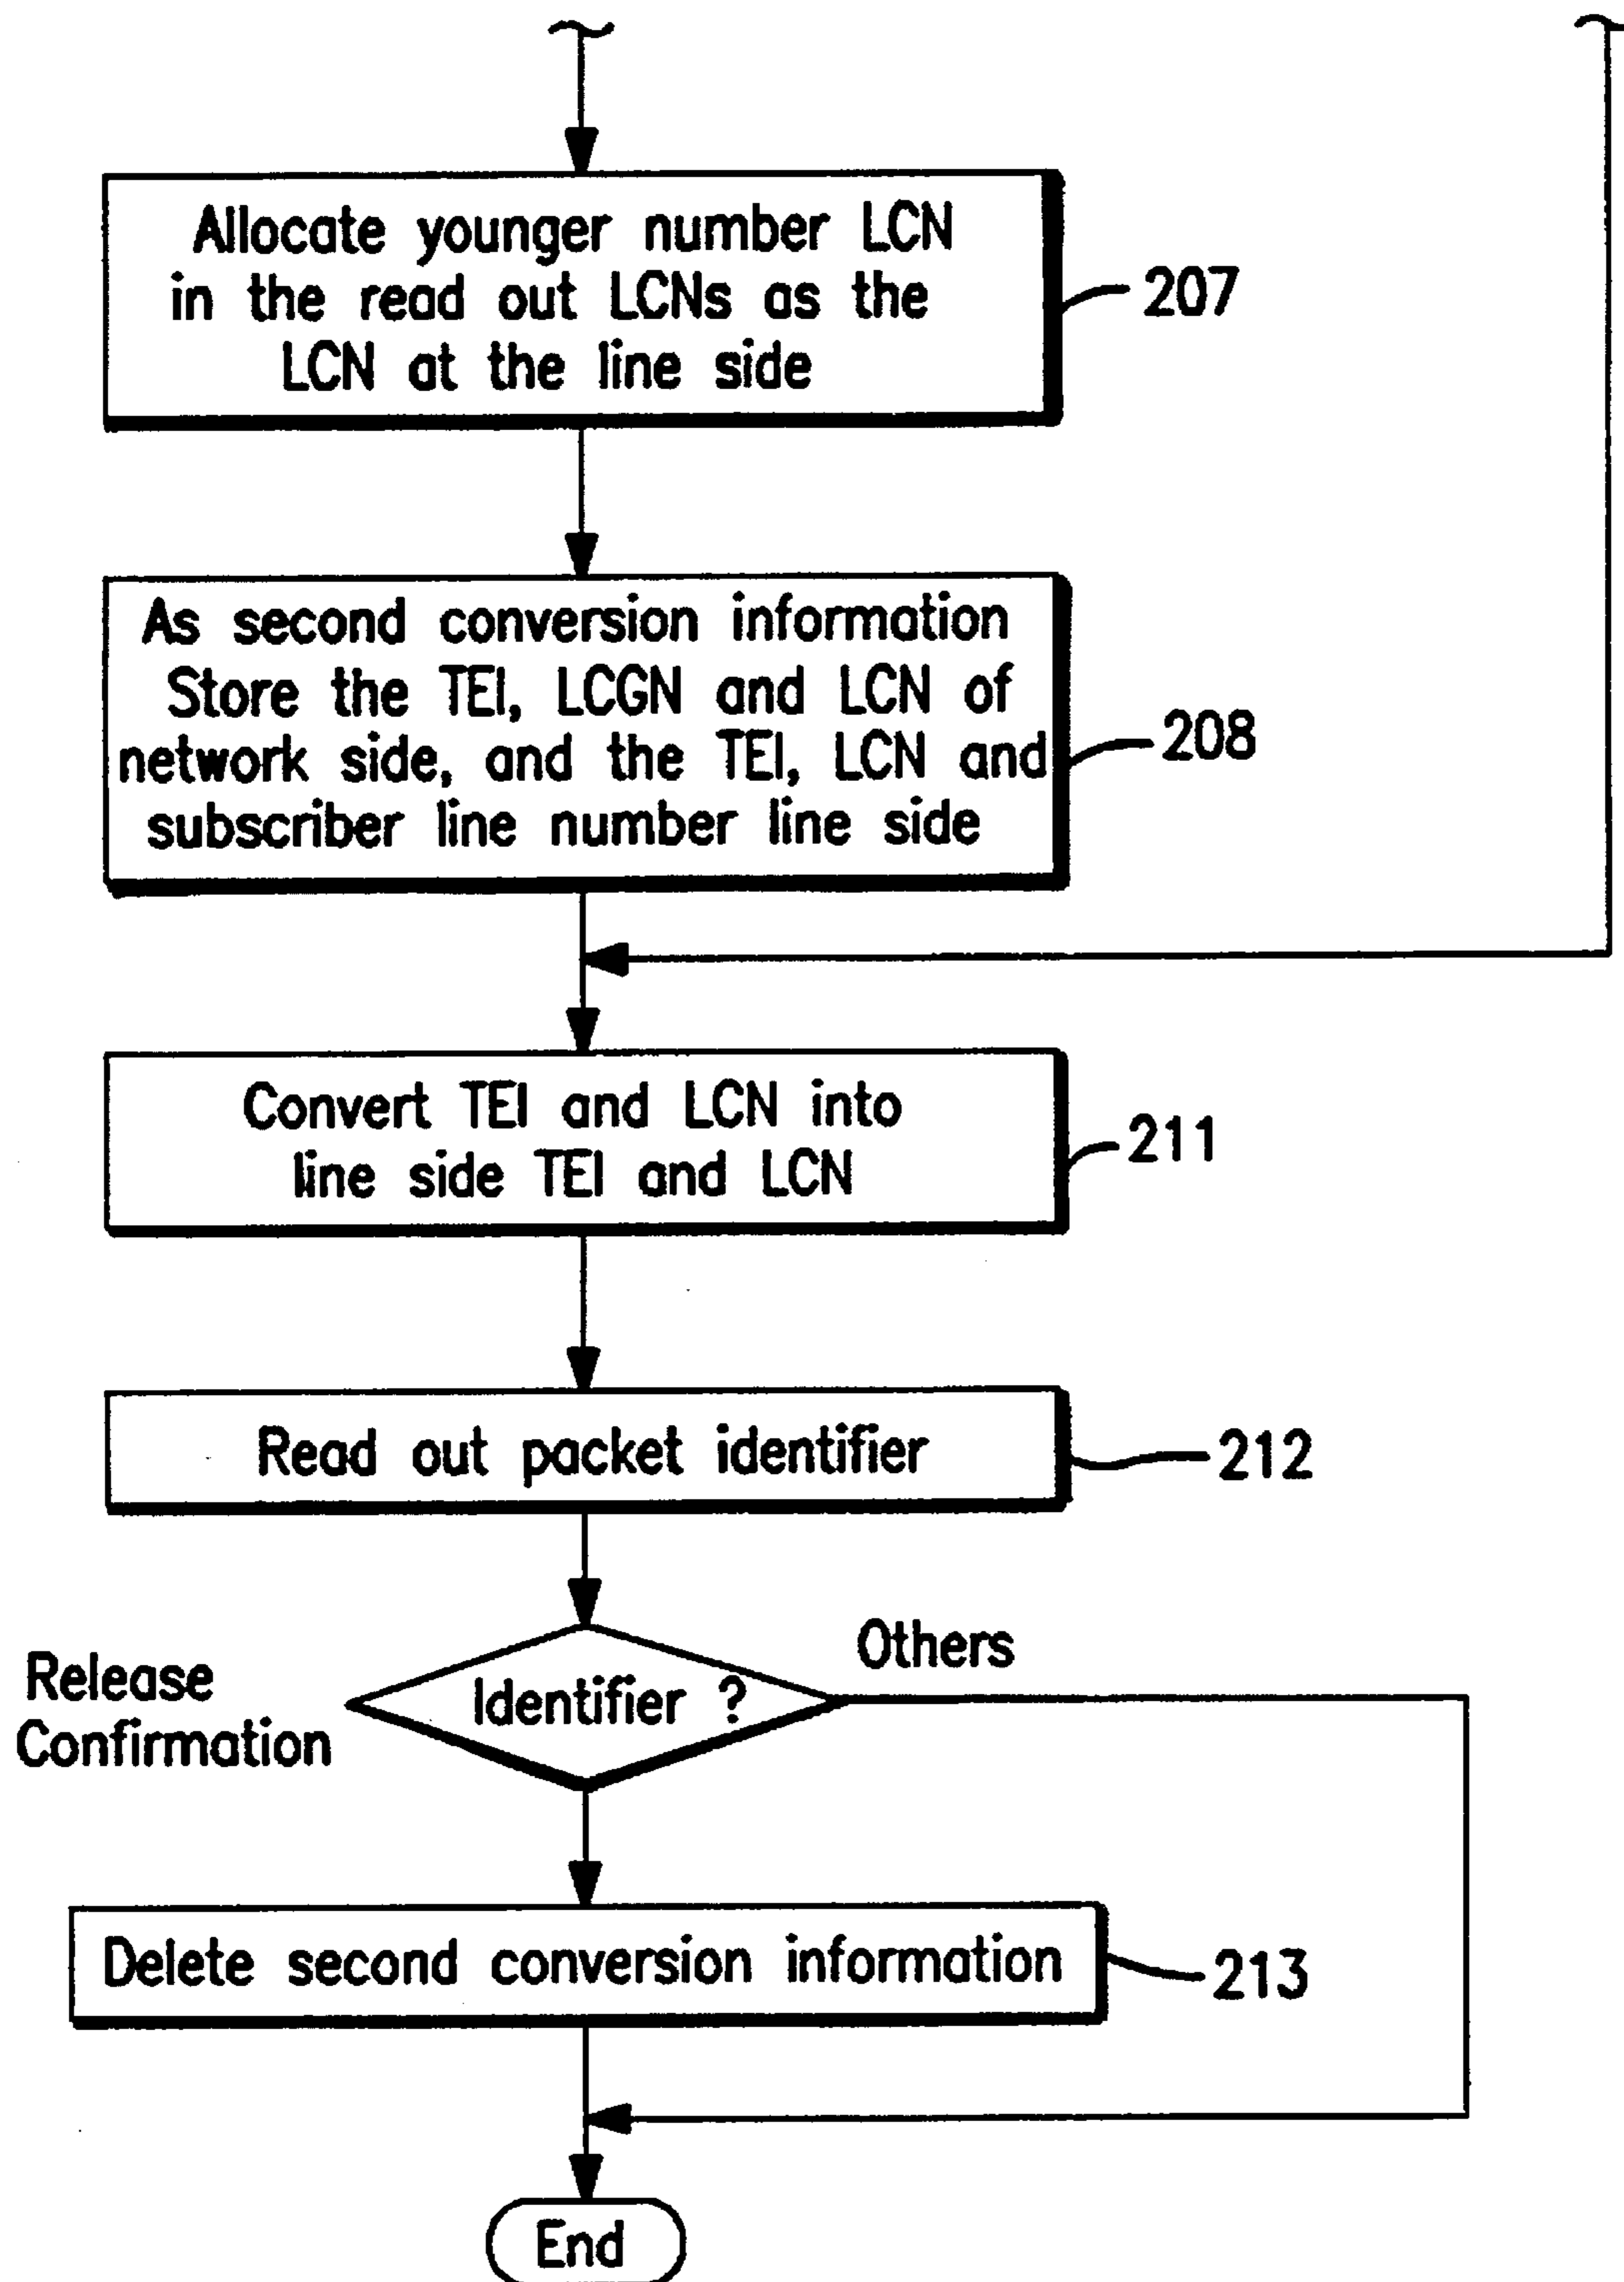 Allocate younger number LCN
in the read out LCNs as the
LCN at the line side
207
As second conversion information
Store the TEI, LCGN and LCN of
network side, and the TEI, LCN and
subscriber line number line side
208
Convert TEI and LCN into
line side TEI and LCN
211
Read out packet identifier
212
Others
Release
Confirmation
Identifier ?
Delete second conversion information
213
End